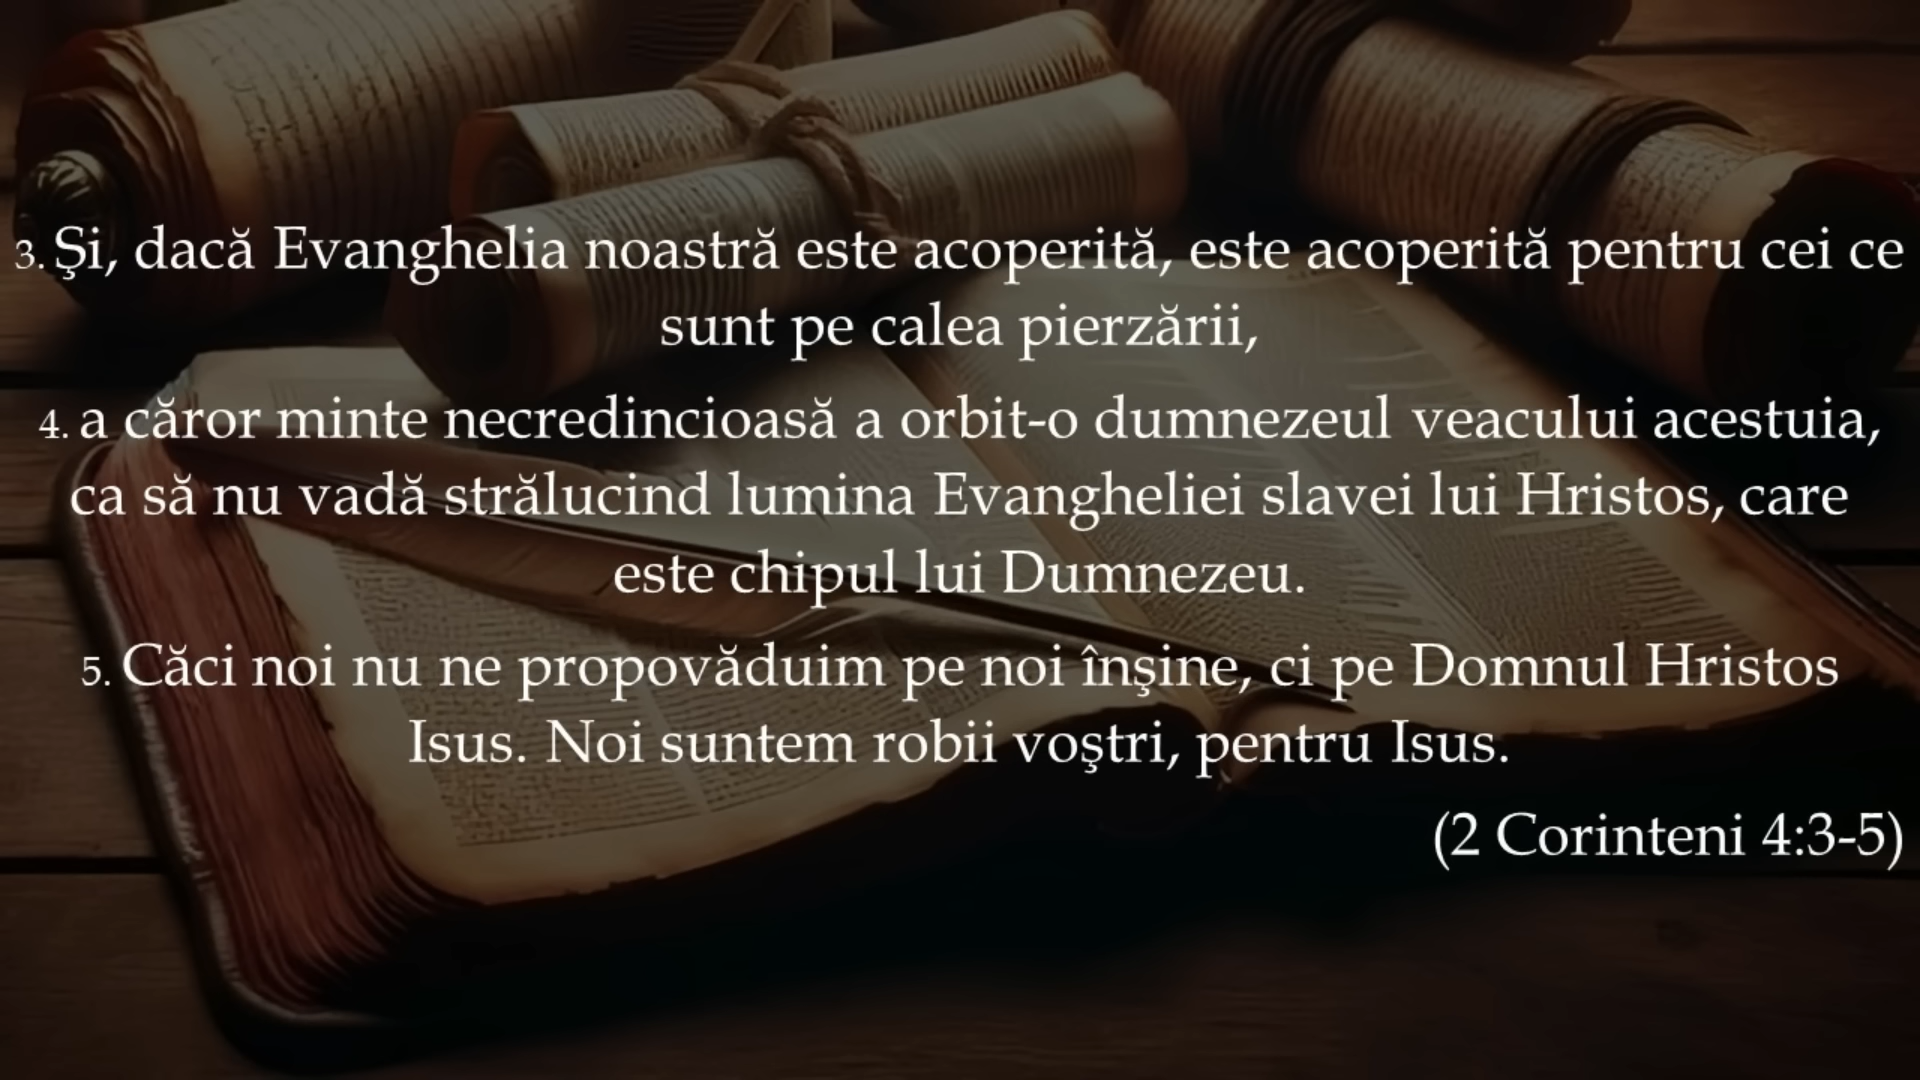 3. Şi, dacă Evanghelia noastră este acoperită, este acoperită pentru cei ce
sunt pe calea pierzării,
4. a căror minte necredincioasă a orbit-o dumnezeul veacului acestuia,
ca să nu vadă strălucind lumina Evangheliei slavei lui Hristos, care
este chipul lui Dumnezeu.
5. Căci noi nu ne propovăduim pe noi înşine, ci pe Domnul Hristos
Isus. Noi suntem robii voştri, pentru Isus.
(2 Corinteni 4:3-5)